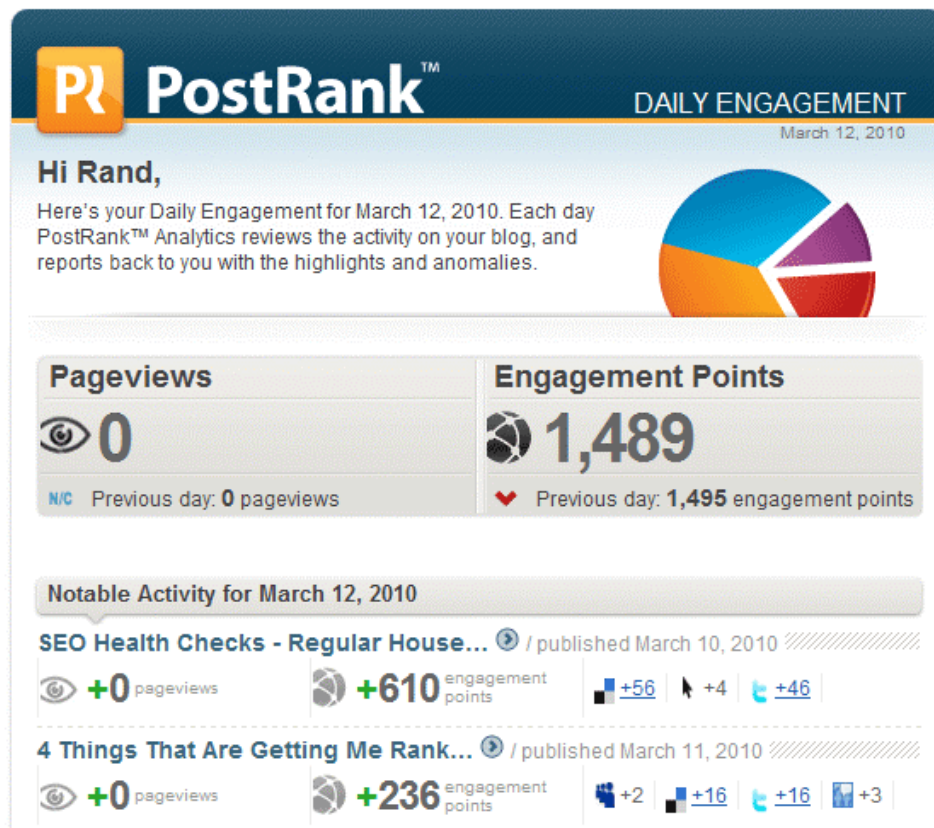 PR PostRank™
DAILY ENGAGEMENT
March 12, 2010
Hi Rand,
Here's your Daily Engagement for March 12, 2010. Each day
PostRank™ Analytics reviews the activity on your blog, and
reports back to you with the highlights and anomalies.
Pageviews
0
N/C Previous day: 0 pageviews
Engagement Points
1,489
Previous day: 1,495 engagement points
Notable Activity for March 12, 2010
SEO Health Checks - Regular House... / published March 10, 2010
+0 pageviews +610 engagement points +56 +4 +46
4 Things That Are Getting Me Rank... / published March 11, 2010
+0 pageviews +236 engagement points +2 +16 +16 +3